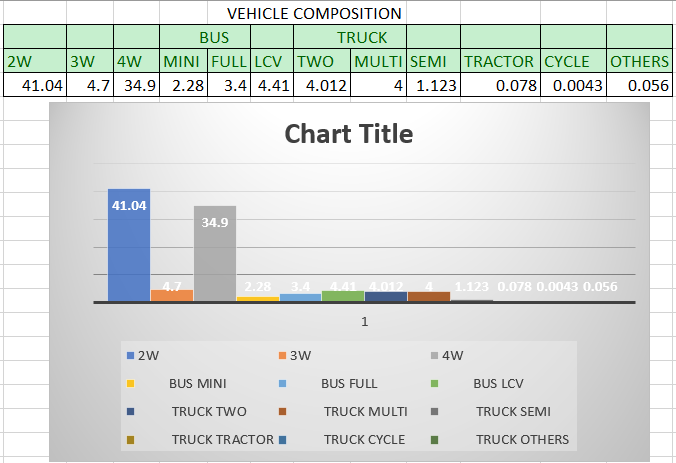 VEHICLE COMPOSITION
BUS TRUCK
2W 3W 4W MINI FULL LCV TWO MULTI SEMI TRACTOR CYCLE OTHERS
41.04 4.7 34.9 2.28 3.4 4.41 4.012 4 1.123 0.078 0.0043 0.056
Chart Title
41.04
34.9
4.7 2.28 3.4 4.41 4.012 4 1.123 0.078 0.0043 0.056
1
2W 3W 4W
BUS MINI BUS FULL BUS LCV
TRUCK TWO TRUCK MULTI TRUCK SEMI
TRUCK TRACTOR TRUCK CYCLE TRUCK OTHERS